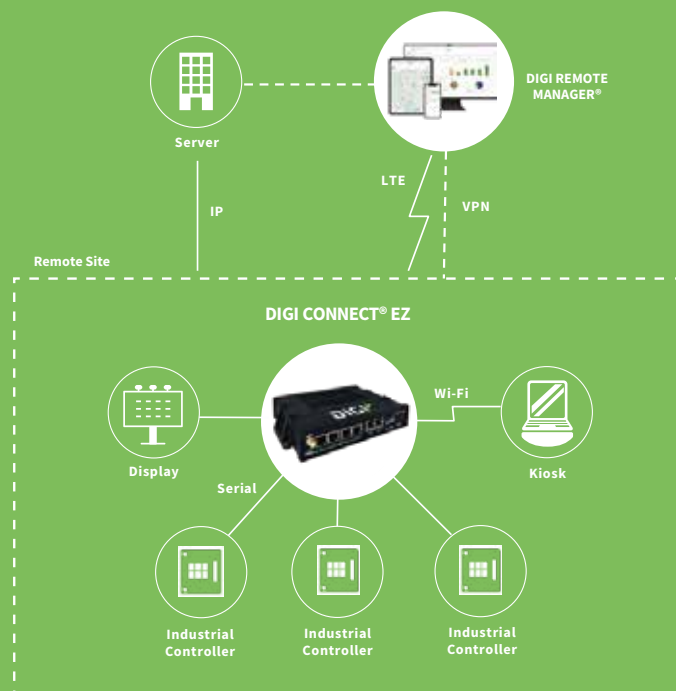 DIGI REMOTE
MANAGER®
Server
LTE
IP
VPN
Remote Site
DIGI CONNECT® EZ
DIGI
Wi-Fi
Display
Kiosk
Serial
Industrial
Controller
Industrial
Controller
Industrial
Controller